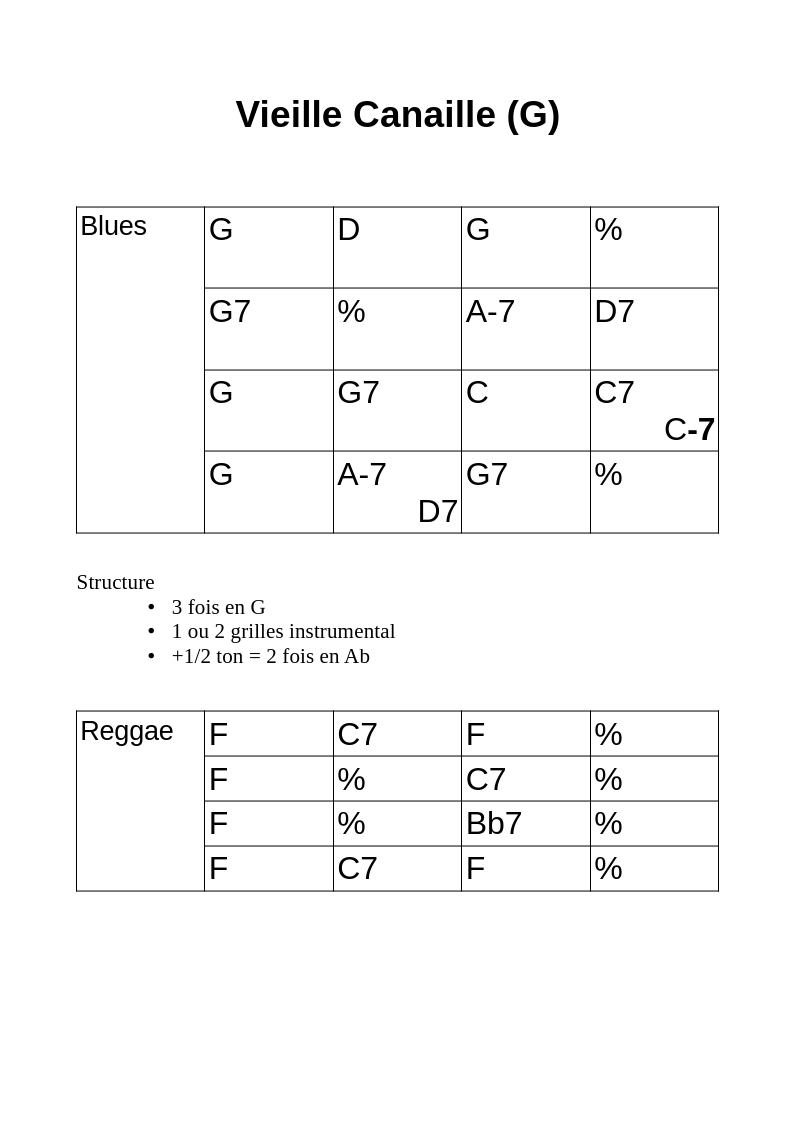 Vieille Canaille (G)
Blues G D G %
G7 % A-7 D7
G G7 C C7
C-7
G A-7 G7 %
D7
Structure
• 3 fois en G
• 1 ou 2 grilles instrumental
• +1/2 ton = 2 fois en Ab
Reggae F C7 F %
F % C7 %
F % Bb7 %
F C7 F %